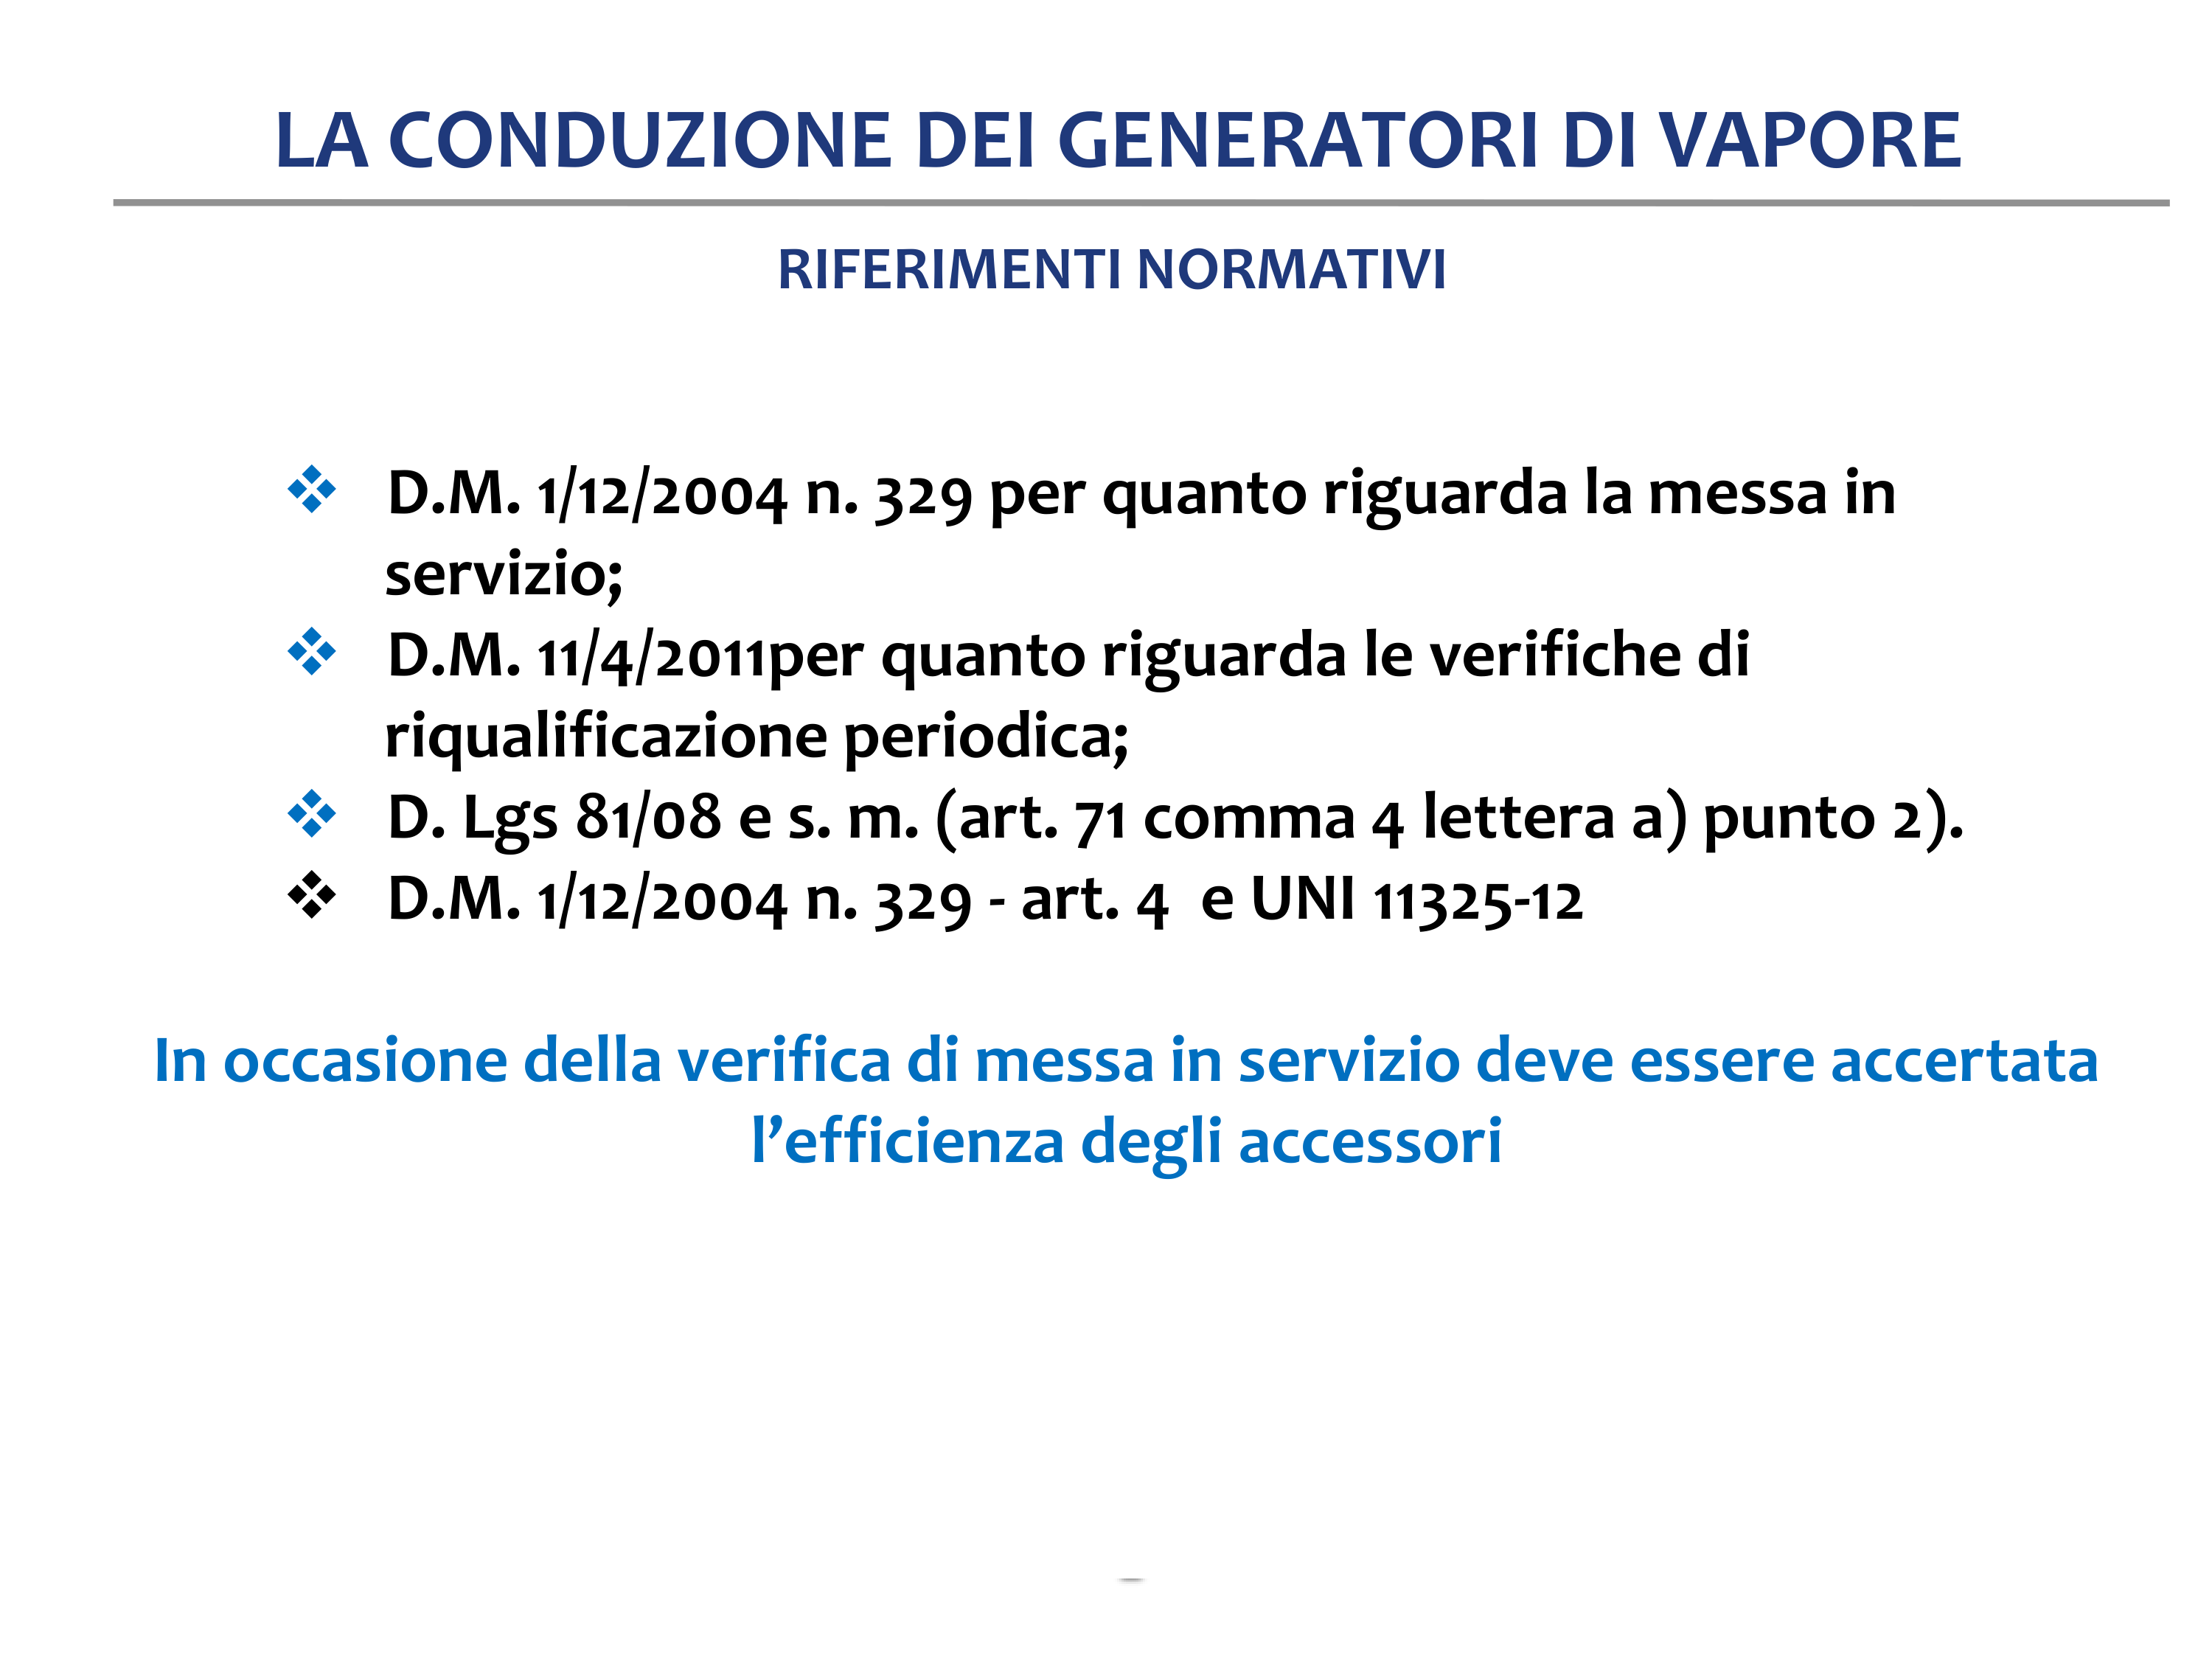 LA CONDUZIONE DEI GENERATORI DI VAPORE
RIFERIMENTI NORMATIVI
❖ D.M. 1/12/2004 n. 329 per quanto riguarda la messa in
servizio;
❖ D.M. 11/4/2011per quanto riguarda le verifiche di
riqualificazione periodica;
❖ D. Lgs 81/08 e s. m. (art. 71 comma 4 lettera a) punto 2).
❖ D.M. 1/12/2004 n. 329 - art. 4  e UNI 11325-12
In occasione della verifica di messa in servizio deve essere accertata
l’efficienza degli accessori